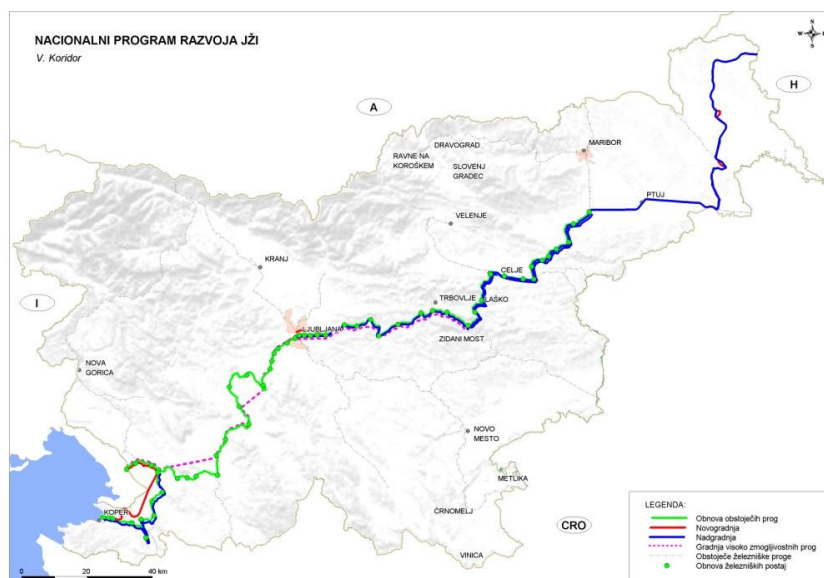 NACIONALNI PROGRAM RAZVOJA JŽI
V. Koridor
N
W
E
S
H
A
DRAVOGRAD
RAVNE NA
KOROŠKEM
SLOVENJ
GRADEC
MARIBOR
PTUJ
VELENJE
KRANJ
CELJE
I
TRBOVLJE
LAŠKO
LJUBLJANA
ZIDANI MOST
NOVA
GORICA
NOVO
MESTO
METLIKA
KOPER
ČRNOMELJ
CRO
VINICA
LEGENDA:
Obnova obstoječih prog
Novogradnja
Nadgradnja
Gradnja visoko zmogljivostnih prog
Obstoječe železniške proge
Obnova železniških postaj
0
20
40 km